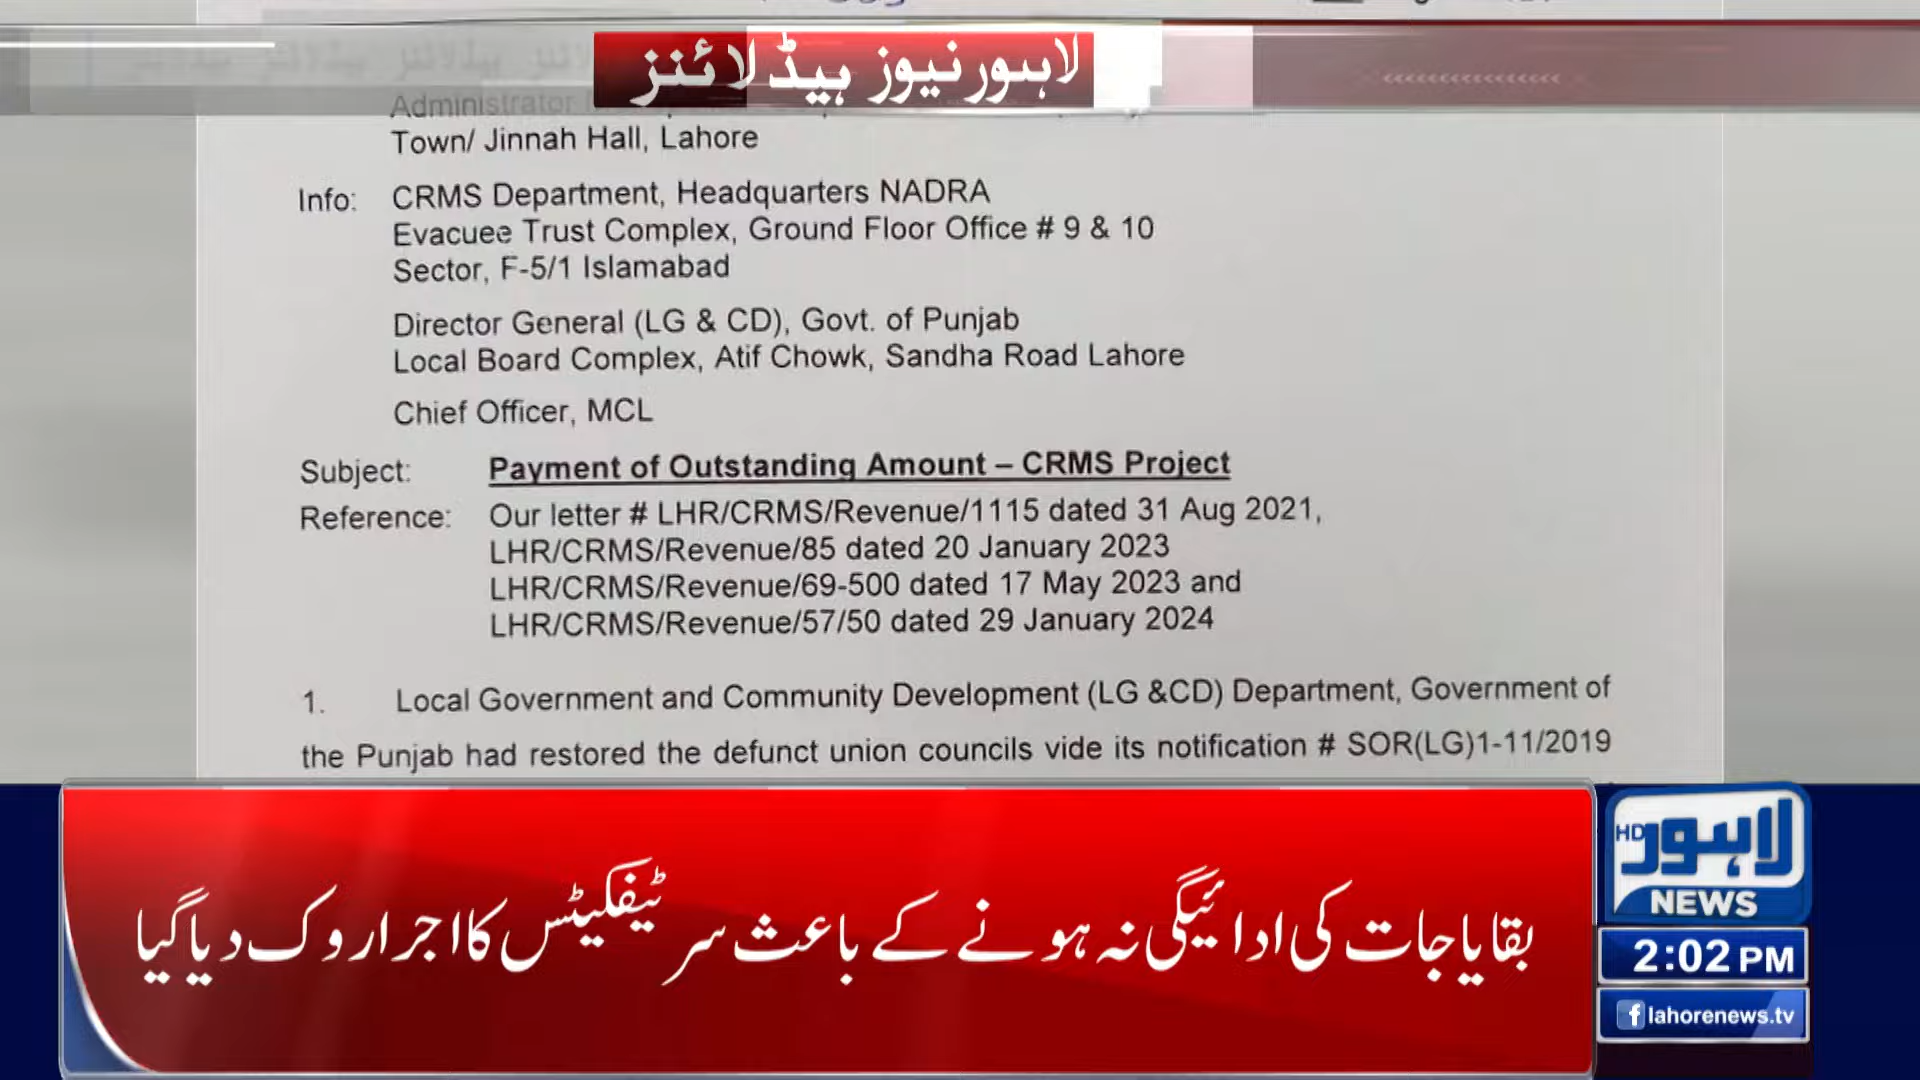 لاہور نیوز ہیڈ لائنز
Administrator
Town/ Jinnah Hall, Lahore
Info: CRMS Department, Headquarters NADRA
Evacuee Trust Complex, Ground Floor Office # 9 & 10
Sector, F-5/1 Islamabad
Director General (LG & CD), Govt. of Punjab
Local Board Complex, Atif Chowk, Sandha Road Lahore
Chief Officer, MCL
Subject: Payment of Outstanding Amount – CRMS Project
Reference: Our letter # LHR/CRMS/Revenue/1115 dated 31 Aug 2021,
LHR/CRMS/Revenue/85 dated 20 January 2023
LHR/CRMS/Revenue/69-500 dated 17 May 2023 and
LHR/CRMS/Revenue/57/50 dated 29 January 2024
1. Local Government and Community Development (LG &CD) Department, Government of
the Punjab had restored the defunct union councils vide its notification # SOR(LG)1-11/2019
بقایا جات کی ادائیگی نہ ہونے کے باعث سرٹیفکیٹس کا اجرا روک دیا گیا
لاہور HD
NEWS
2:02 PM
lahorenews.tv